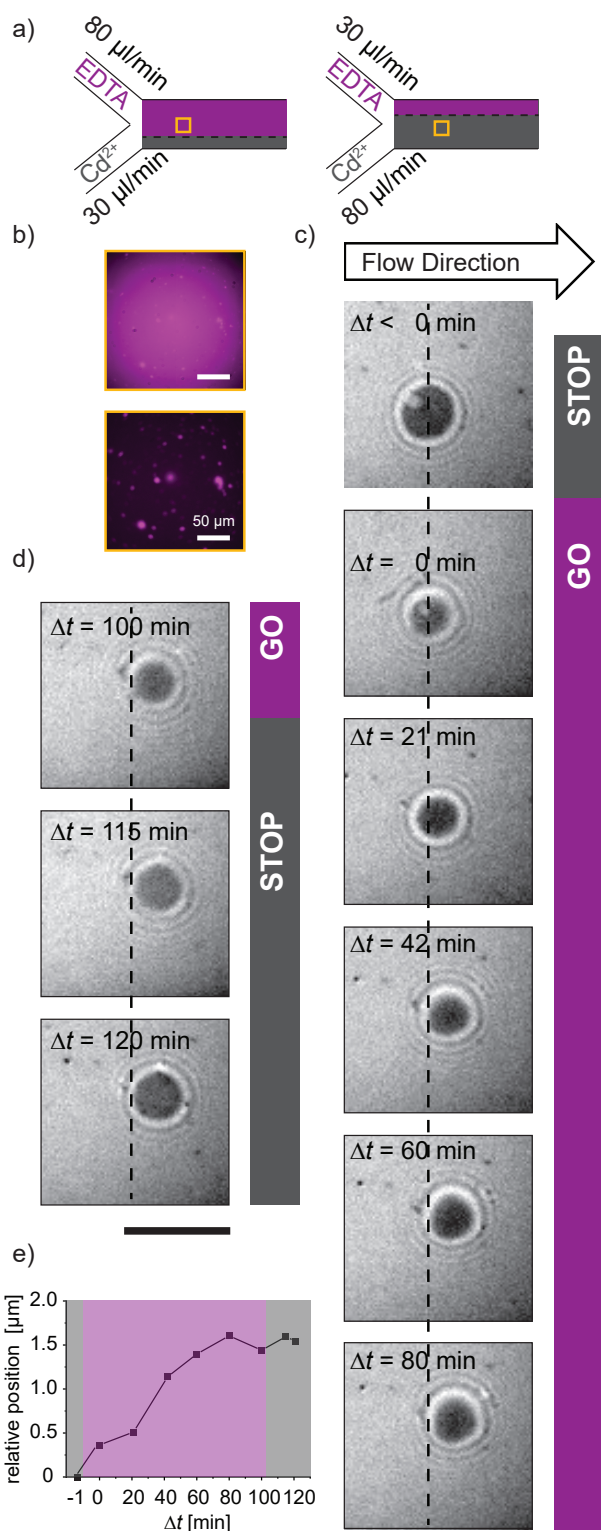 a)
80 µl/min
EDTA
Cd²⁺
30 µl/min
30 µl/min
EDTA
Cd²⁺
80 µl/min
b)
50 µm
c)
Flow Direction
Δt < 0 min
STOP
Δt = 0 min
GO
Δt = 21 min
Δt = 42 min
Δt = 60 min
Δt = 80 min
d)
Δt = 100 min
GO
Δt = 115 min
STOP
Δt = 120 min
e)
relative position [µm]
2.0
1.5
1.0
0.5
0
-1 0 20 40 60 80 100 120
Δt [min]